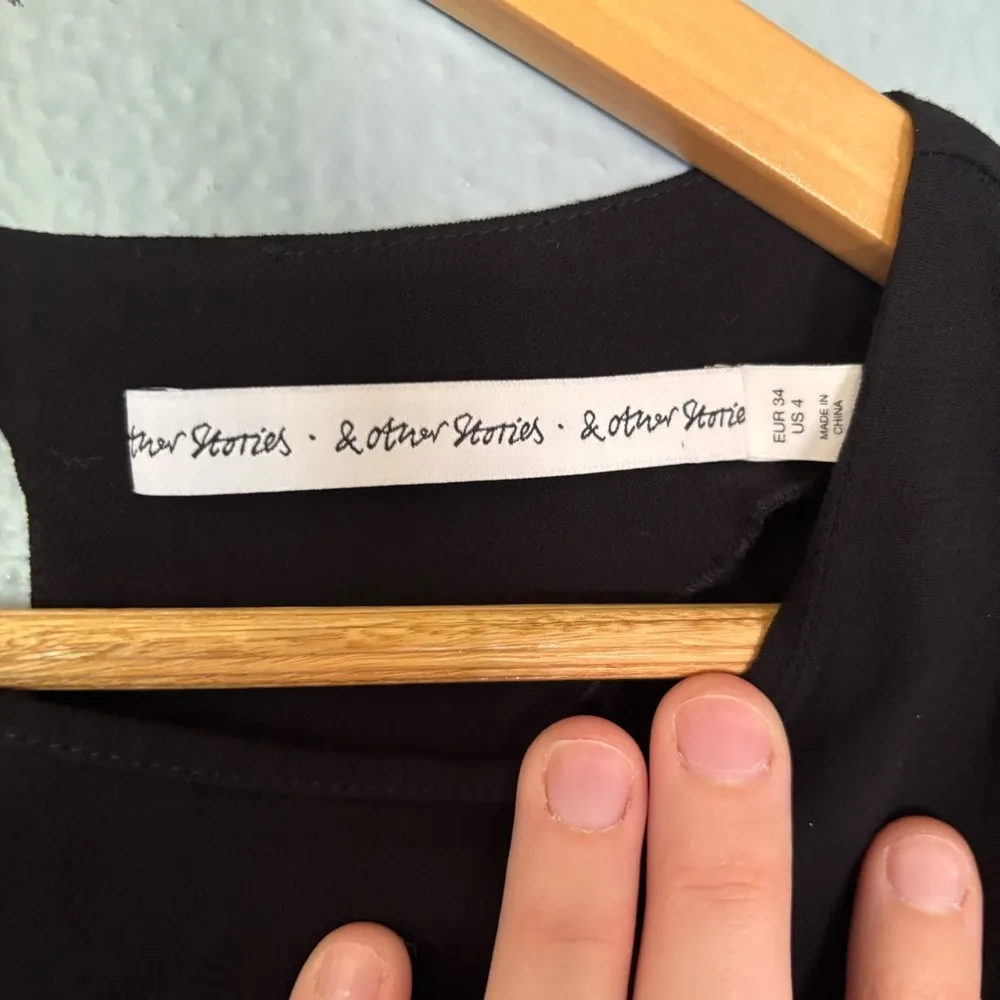 ther Stories · & other Stories · & other Storie
EUR 34
US 4
MADE IN
CHINA